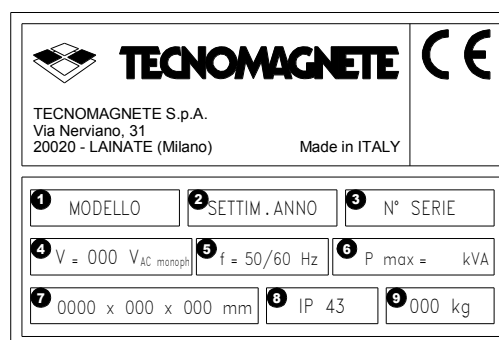 TECNOMAGNETE CE
TECNOMAGNETE S.p.A.
Via Nerviano, 31
20020 - LAINATE (Milano) Made in ITALY
1 MODELLO 2 SETTIM. ANNO 3 N° SERIE
4 V = 000 VAC monoph 5 f = 50/60 Hz 6 P max = kVA
7 0000 x 000 x 000 mm 8 IP 43 9 000 kg